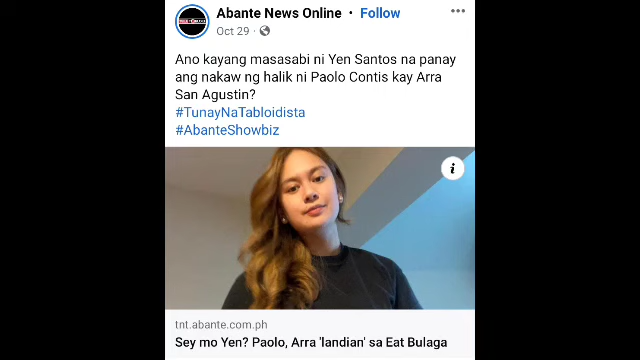 Abante News Online • Follow
Oct 29 •
Ano kayang masasabi ni Yen Santos na panay
ang nakaw ng halik ni Paolo Contis kay Arra
San Agustin?
#TunayNaTabloidista
#AbanteShowbiz
tnt.abante.com.ph
Sey mo Yen? Paolo, Arra 'landian' sa Eat Bulaga